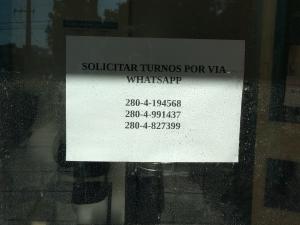 SOLICITAR TURNOS POR VIA
WHATSAPP
280-4-194568
280-4-991437
280-4-827399